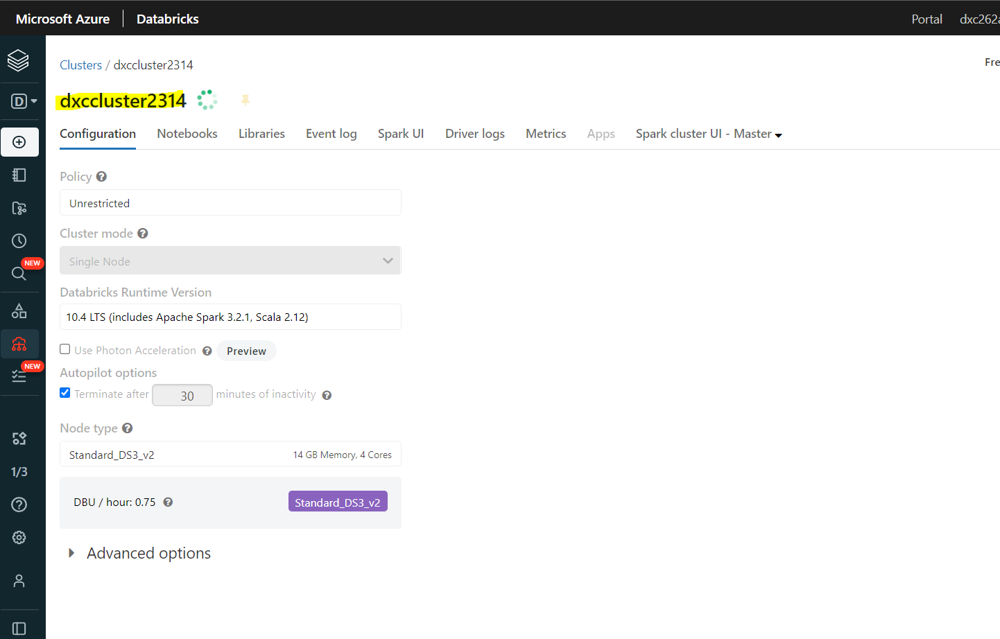 Microsoft Azure | Databricks
Portal dxc262a
Clusters / dxccluster2314
Fre
dxccluster2314
D
Configuration Notebooks Libraries Event log Spark UI Driver logs Metrics Apps Spark cluster UI - Master
Policy ?
Unrestricted
Cluster mode ?
Single Node
NEW
Databricks Runtime Version
10.4 LTS (includes Apache Spark 3.2.1, Scala 2.12)
Use Photon Acceleration ? Preview
NEW
Autopilot options
Terminate after 30 minutes of inactivity ?
Node type ?
Standard_DS3_v2 14 GB Memory, 4 Cores
1/3
DBU / hour: 0.75 ? Standard_DS3_v2
?
Advanced options